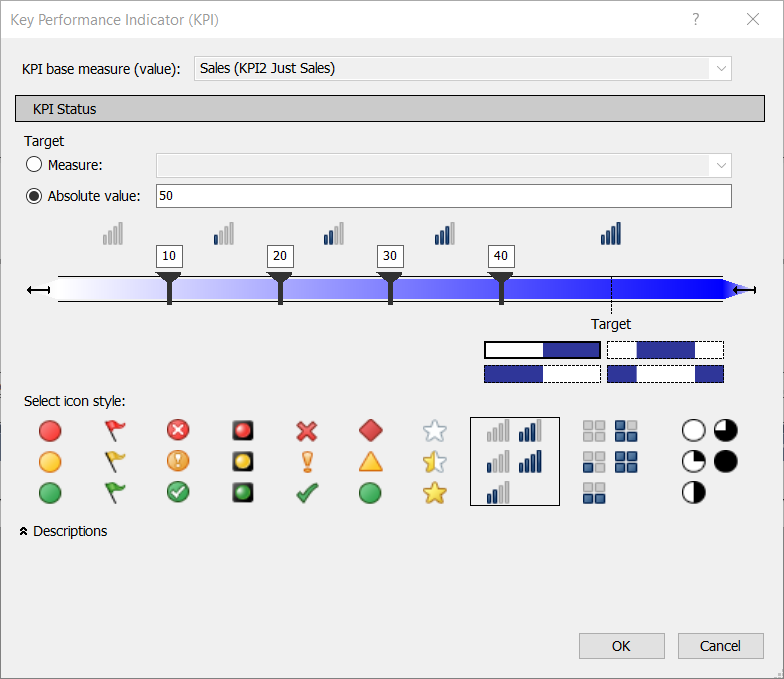 Key Performance Indicator (KPI)
?
KPI base measure (value): Sales (KPI2 Just Sales)
KPI Status
Target
Measure:
Absolute value: 50
10 20 30 40
Target
Select icon style:
Descriptions
OK Cancel